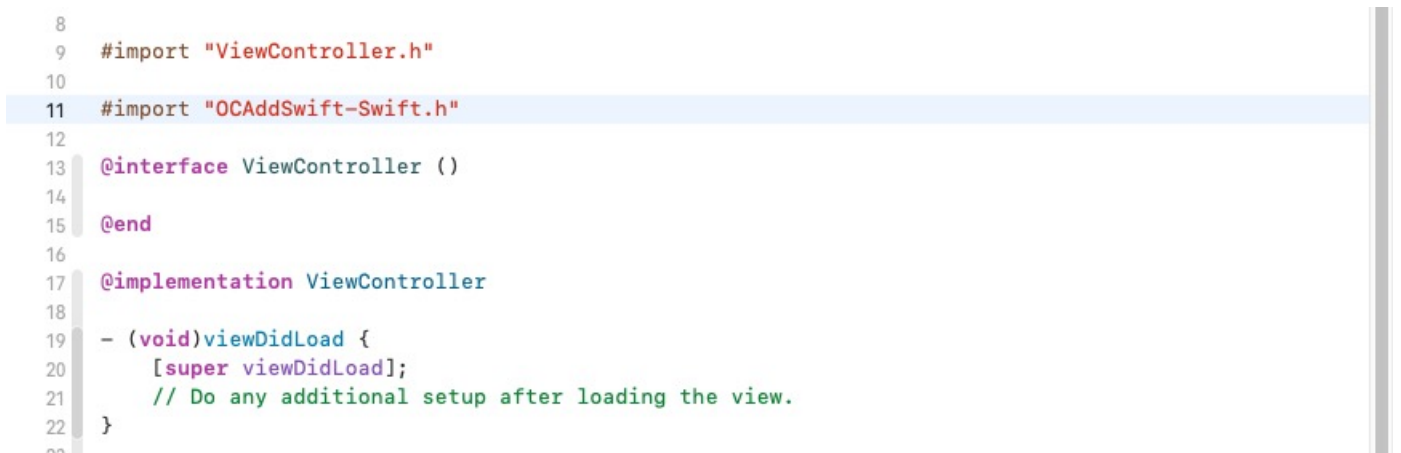 8
9 #import "ViewController.h"
10
11 #import "OCAddSwift-Swift.h"
12
13 @interface ViewController ()
14
15 @end
16
17 @implementation ViewController
18
19 - (void)viewDidLoad {
20     [super viewDidLoad];
21     // Do any additional setup after loading the view.
22 }